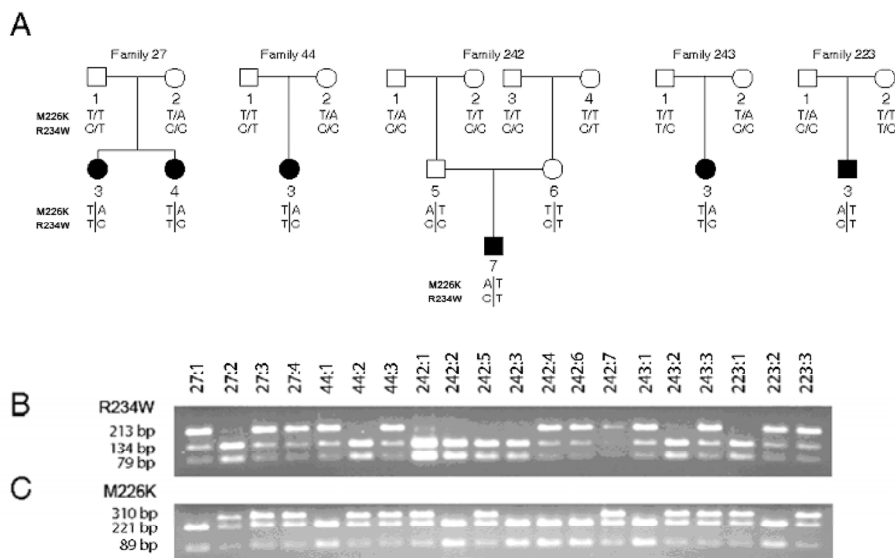 A
Family 27 Family 44 Family 242 Family 243 Family 223
1 2 1 2 1 2 3 4 1 2 1 2
M226K T/T T/A T/T T/A T/A T/T T/T T/T T/T T/A T/A T/T
R234W C/T C/C C/T C/C C/C C/C C/C C/T T/C C/C C/C C/T
3 4 3 5 6 3 3
M226K T|A T|A T|A A|T T|T T|A A|T
R234W T|C T|C T|C C|C C|T T|C C|T
7
M226K A|T
R234W C|T
27:1 27:2 27:3 27:4 44:1 44:2 44:3 242:1 242:2 242:5 242:3 242:4 242:6 242:7 243:1 243:2 243:3 223:1 223:2 223:3
B R234W
213 bp
134 bp
79 bp
C M226K
310 bp
221 bp
89 bp